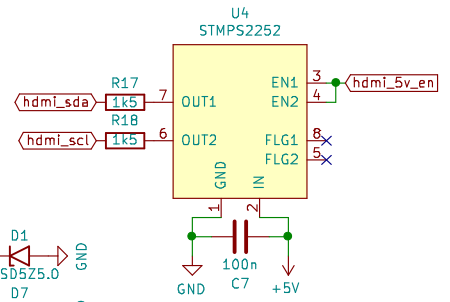 U4
STMPS2252
R17
hdmi_sda
1k5
7
OUT1
EN1
3
hdmi_5v_en
EN2
4
R18
hdmi_scl
1k5
6
OUT2
FLG1
8
FLG2
5
GND
IN
1
2
D1
GND
SD5Z5.0
D7
100n
C7
GND
+5V